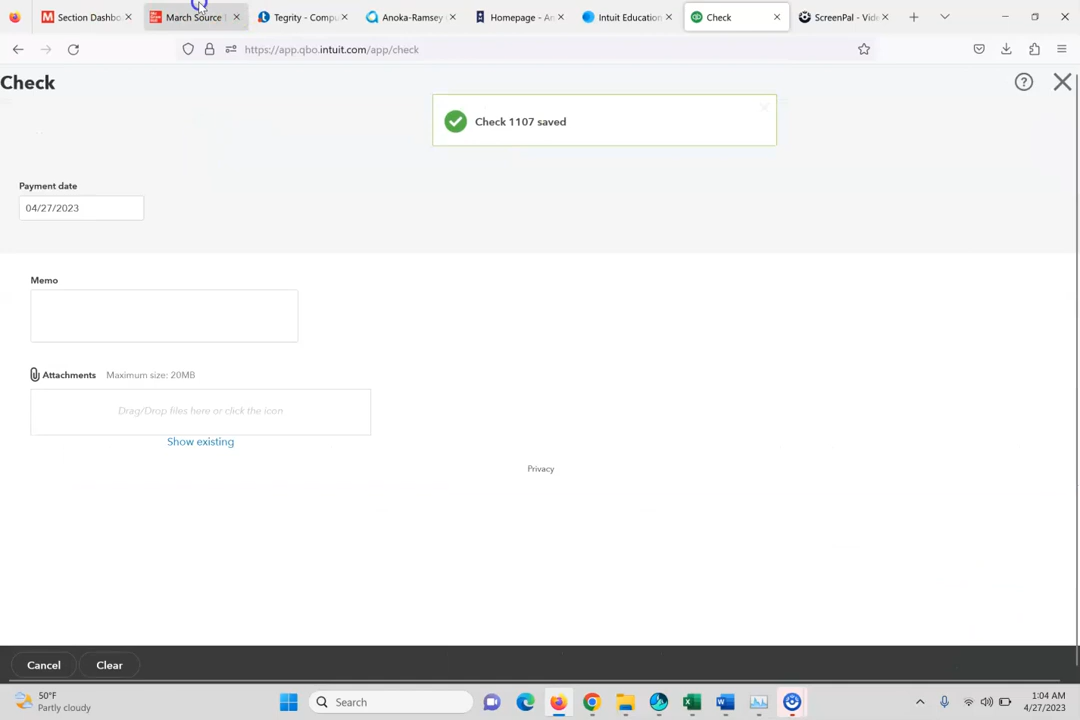 Section Dashbo
March Source
Tegrity - Compu
Anoka-Ramsey
Homepage - An
Intuit Education
Check
ScreenPal - Vide
https://app.qbo.intuit.com/app/check
Check
Check 1107 saved
Payment date
04/27/2023
Memo
Attachments Maximum size: 20MB
Drag/Drop files here or click the icon
Show existing
Privacy
Cancel
Clear
50°F
Partly cloudy
Search
1:04 AM
4/27/2023